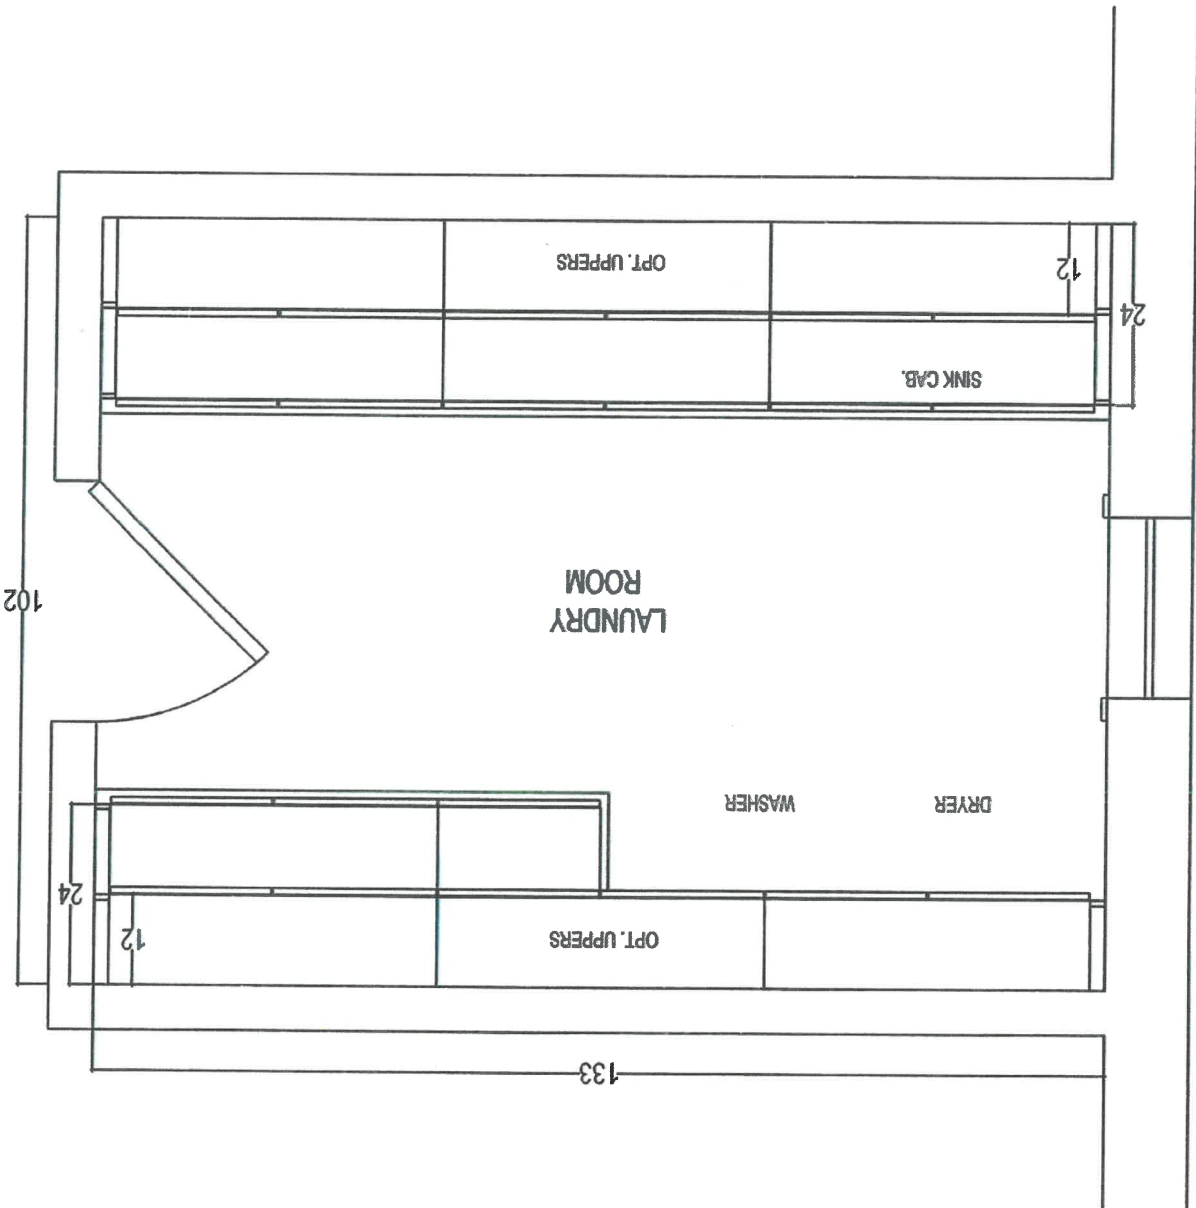 133
OPT. UPPERS
12
24
DRYER
WASHER
LAUNDRY
ROOM
102
SINK CAB.
24
12
OPT. UPPERS